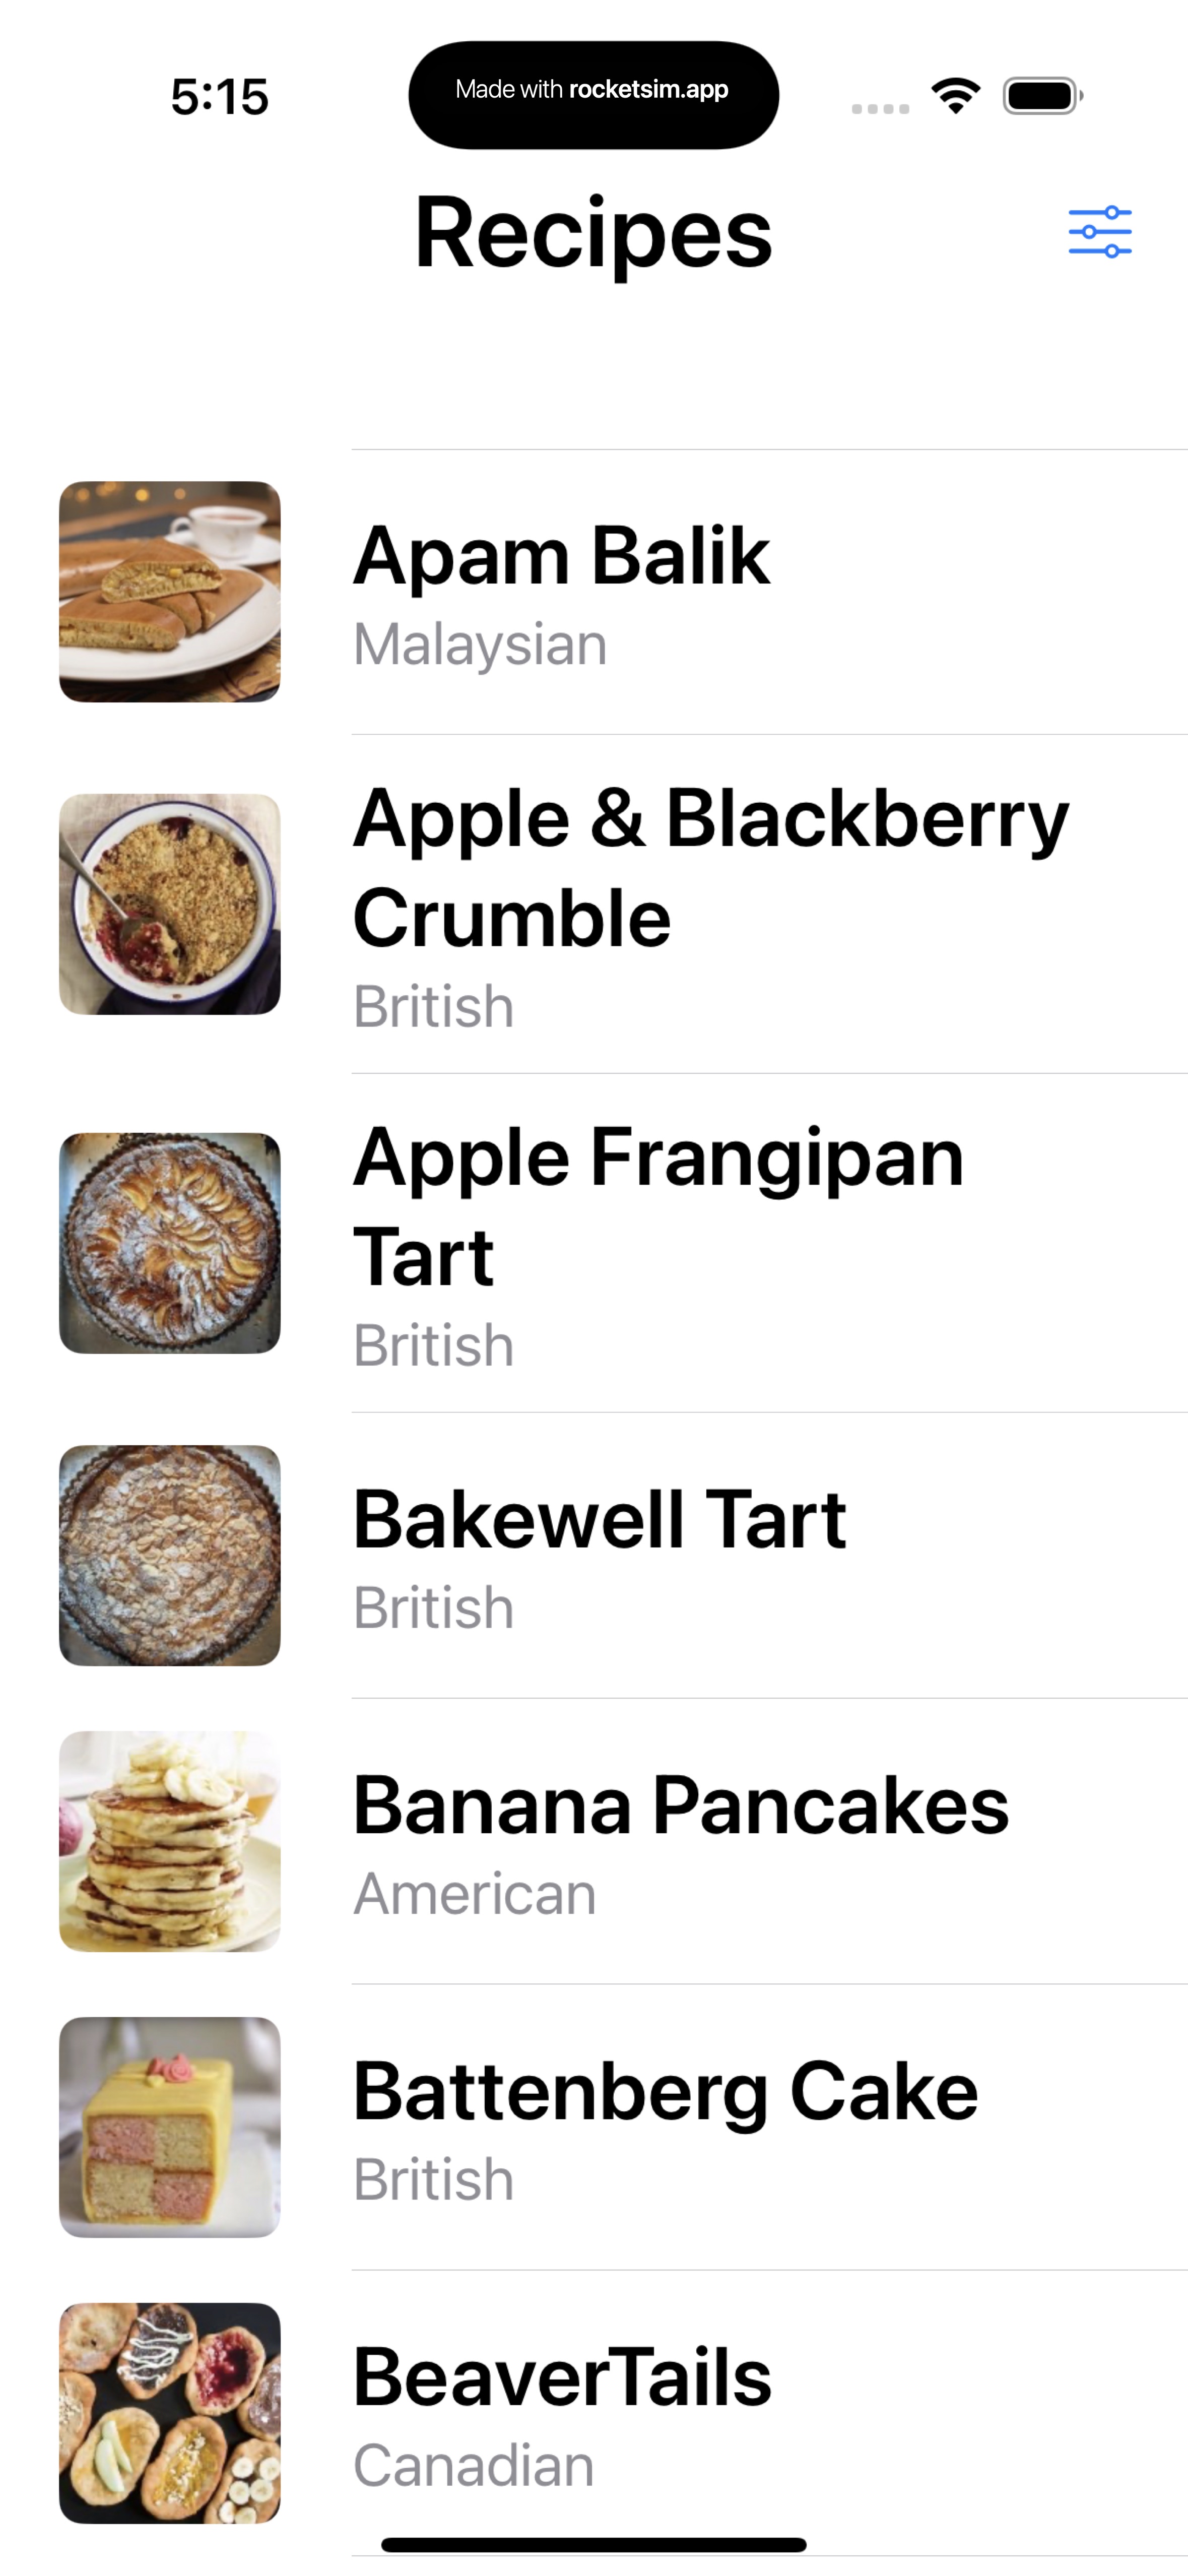 5:15
Made with rocketsim.app
Recipes
Apam Balik
Malaysian
Apple & Blackberry
Crumble
British
Apple Frangipan
Tart
British
Bakewell Tart
British
Banana Pancakes
American
Battenberg Cake
British
BeaverTails
Canadian